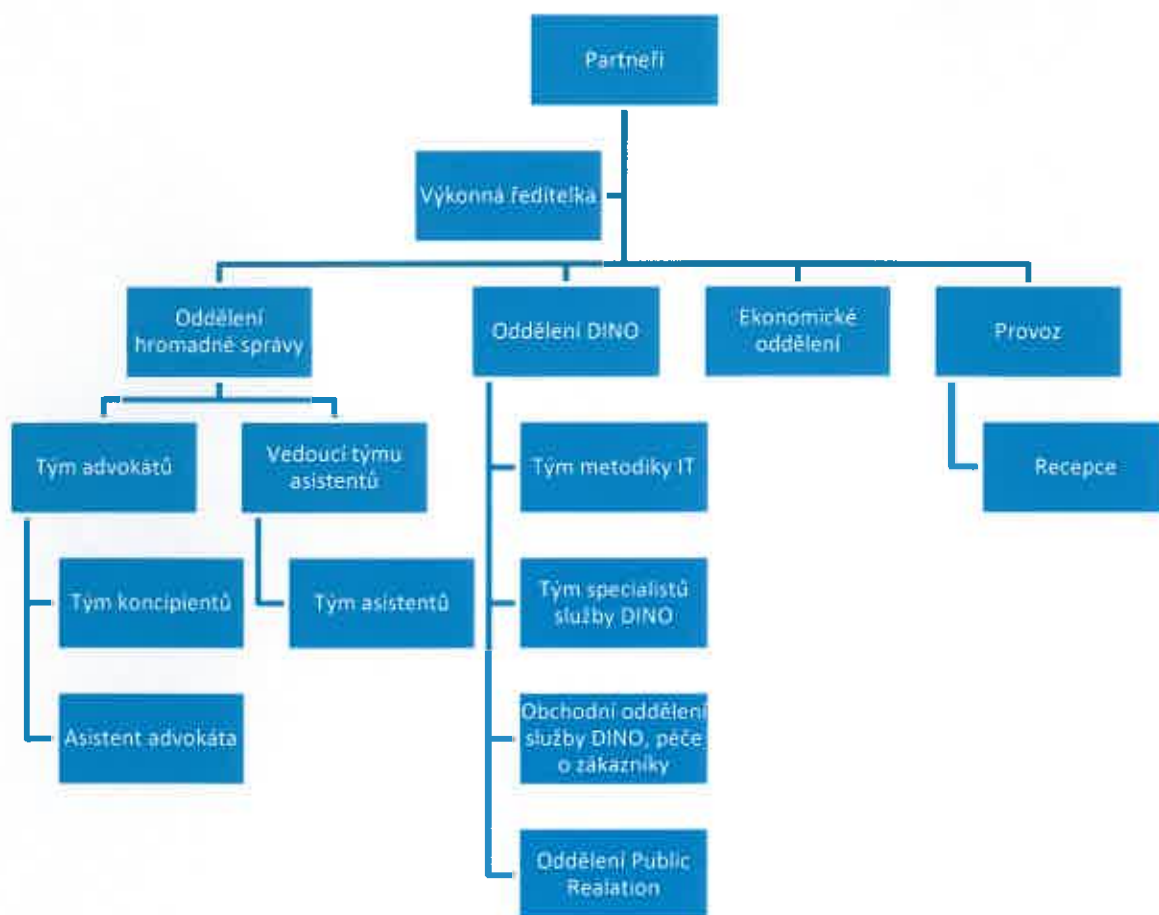 Partneři
Výkonná ředitelka
Oddělení
hromadné správy
Oddělení DINO
Ekonomické
oddělení
Provoz
Tým advokátů
Vedoucí týmu
asistentů
Tým metodiky IT
Recepce
Tým koncipientů
Tým asistentů
Tým specialistů
služby DINO
Asistent advokáta
Obchodní oddělení
služby DINO, péče
o zákazníky
Oddělení Public
Realation